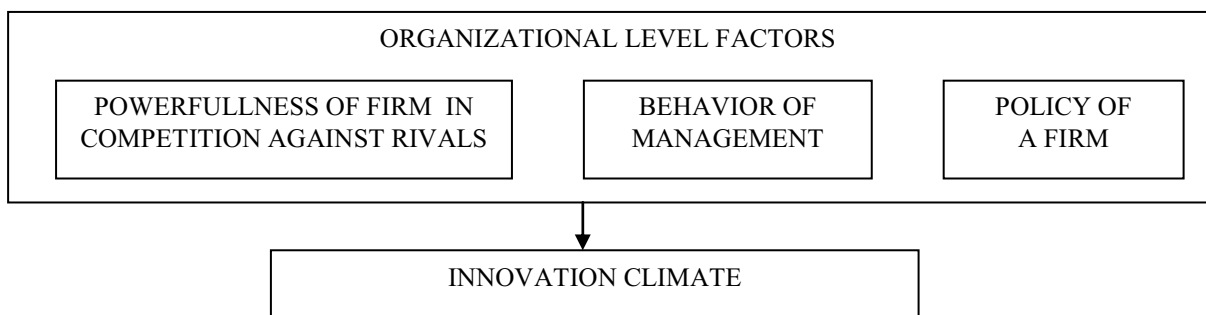 ORGANIZATIONAL LEVEL FACTORS
POWERFULLNESS OF FIRM IN
COMPETITION AGAINST RIVALS
BEHAVIOR OF
MANAGEMENT
POLICY OF
A FIRM
INNOVATION CLIMATE